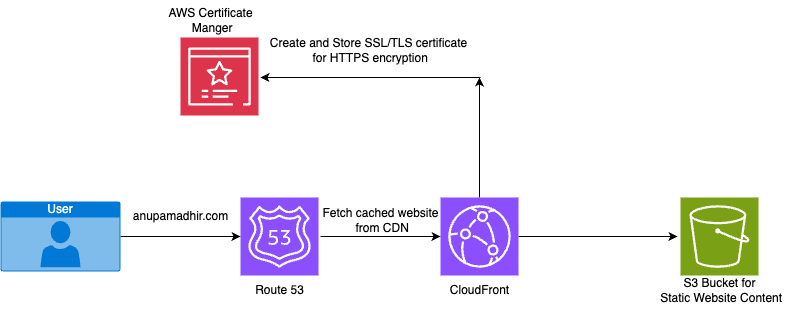 AWS Certificate
Manger
Create and Store SSL/TLS certificate
for HTTPS encryption
User
anupamadhir.com
53
Fetch cached website
from CDN
Route 53
CloudFront
S3 Bucket for
Static Website Content